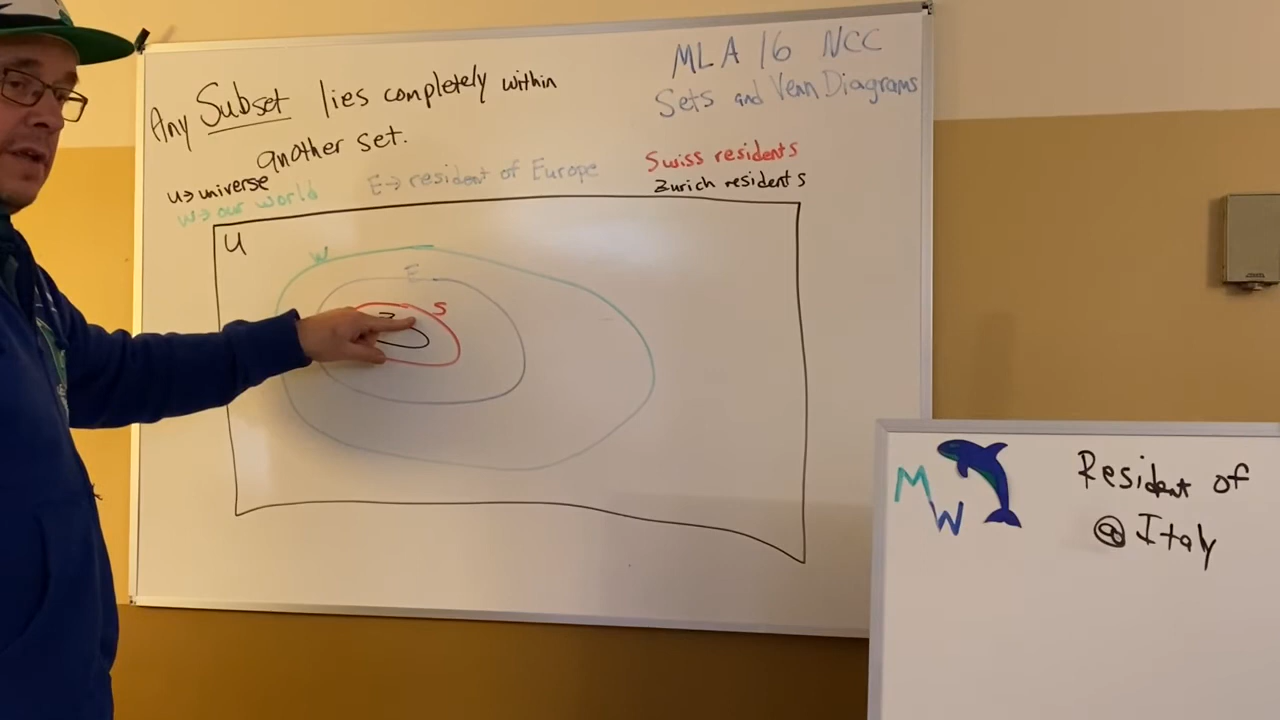 MLA 16 NCC
Sets and Venn Diagrams
Any Subset lies completely within
another set.
U→universe
W→our world
E→resident of Europe
Swiss residents
Zurich residents
U
W
E
S
Z
MW
Resident of
Italy